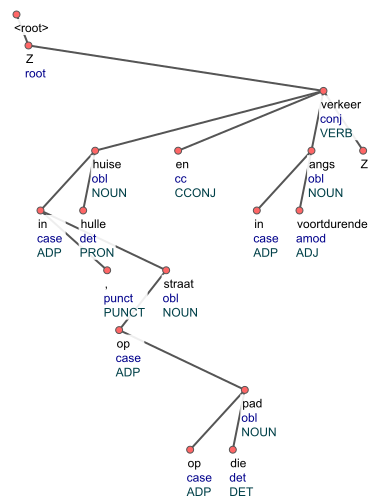 <root>
Z
root
verkeer
conj
VERB
huise
obl
NOUN
en
cc
CCONJ
angs
obl
NOUN
Z
in
case
ADP
hulle
det
PRON
in
case
ADP
voortdurende
amod
ADJ
,
punct
PUNCT
straat
obl
NOUN
op
case
ADP
pad
obl
NOUN
op
case
ADP
die
det
DET